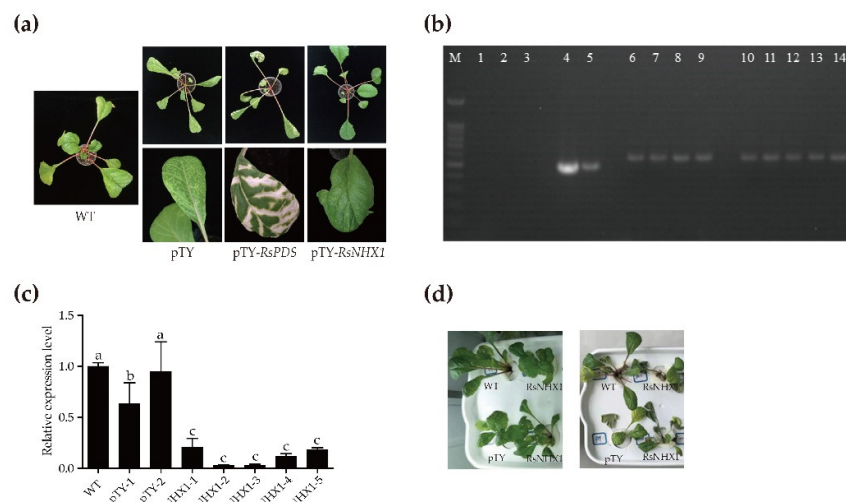 (a)
WT
pTY
pTY-RsPDS
pTY-RsNHX1
(b)
M 1 2 3 4 5 6 7 8 9 10 11 12 13 14
(c)
Relative expression level
1.5
1.0
0.5
0.0
a
b
a
c
c
c
c
c
WT
pTY-1
pTY-2
(d)
WT
RsNHX1
pTY
RsNHX1
WT
RsNHX1
pTY
RsNHX1